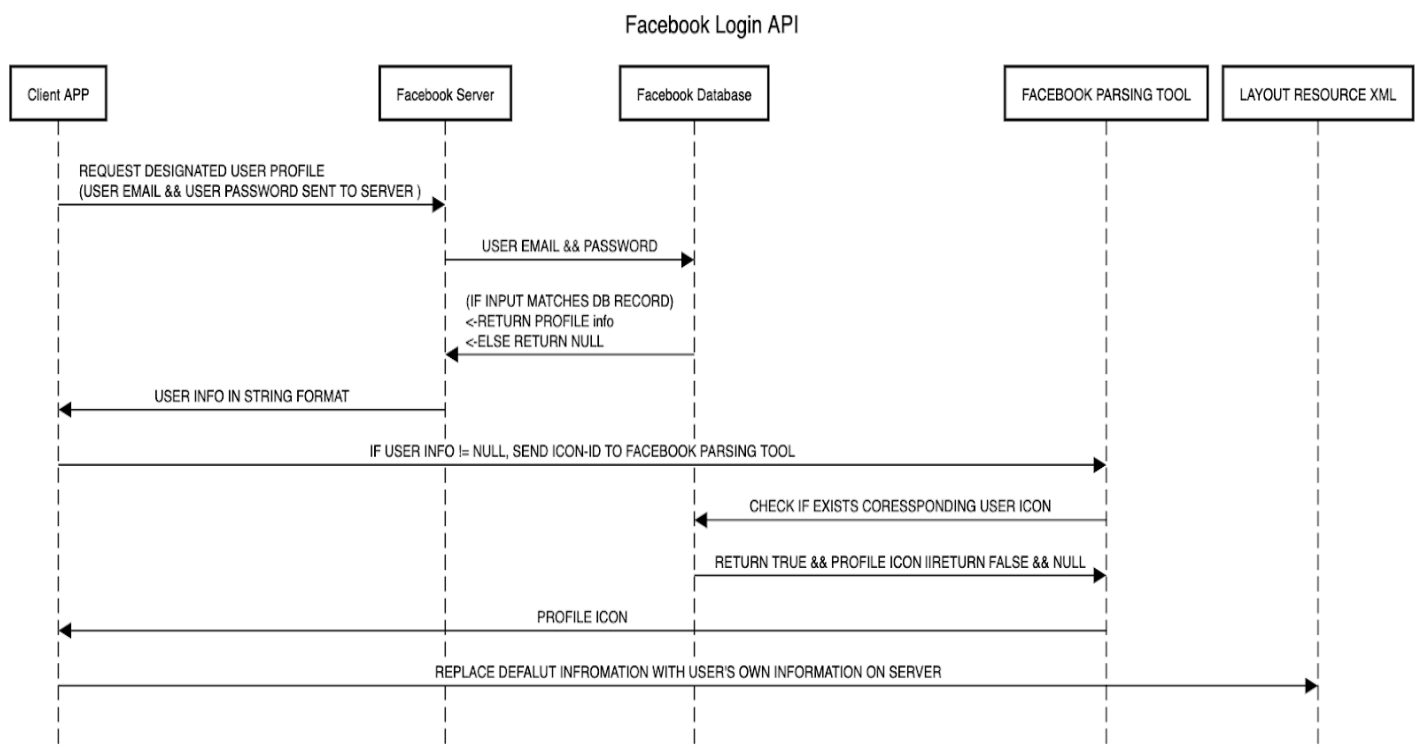 Facebook Login API
Client APP
Facebook Server
Facebook Database
FACEBOOK PARSING TOOL
LAYOUT RESOURCE XML
REQUEST DESIGNATED USER PROFILE
(USER EMAIL && USER PASSWORD SENT TO SERVER )
USER EMAIL && PASSWORD
(IF INPUT MATCHES DB RECORD)
<-RETURN PROFILE info
<-ELSE RETURN NULL
USER INFO IN STRING FORMAT
IF USER INFO != NULL, SEND ICON-ID TO FACEBOOK PARSING TOOL
CHECK IF EXISTS CORESSPONDING USER ICON
RETURN TRUE && PROFILE ICON ||RETURN FALSE && NULL
PROFILE ICON
REPLACE DEFALUT INFROMATION WITH USER'S OWN INFORMATION ON SERVER